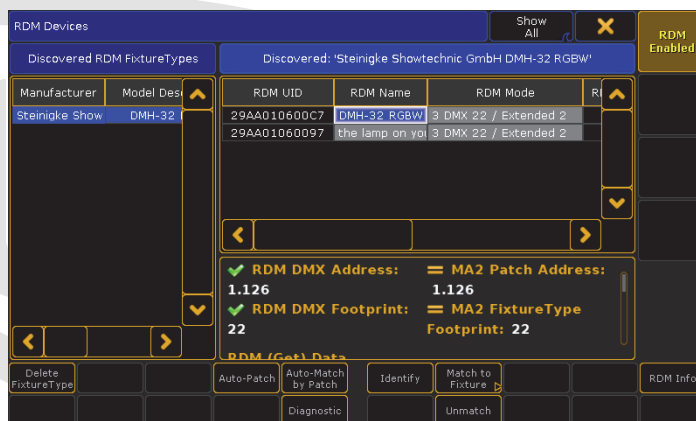 RDM Devices
Show All
RDM Enabled
Discovered RDM FixtureTypes
Discovered: 'Steinigke Showtechnic GmbH DMH-32 RGBW'
Manufacturer Model Des
RDM UID RDM Name RDM Mode
Steinigke Show DMH-32
29AA010600C7 DMH-32 RGBW 3 DMX 22 / Extended 2
29AA01060097 the lamp on you 3 DMX 22 / Extended 2
RDM DMX Address: = MA2 Patch Address:
1.126 1.126
RDM DMX Footprint: = MA2 FixtureType
22 Footprint: 22
RDM (Get) Data
Delete FixtureType
Auto-Patch
Auto-Match by Patch
Identify
Match to Fixture
RDM Info
Diagnostic
Unmatch